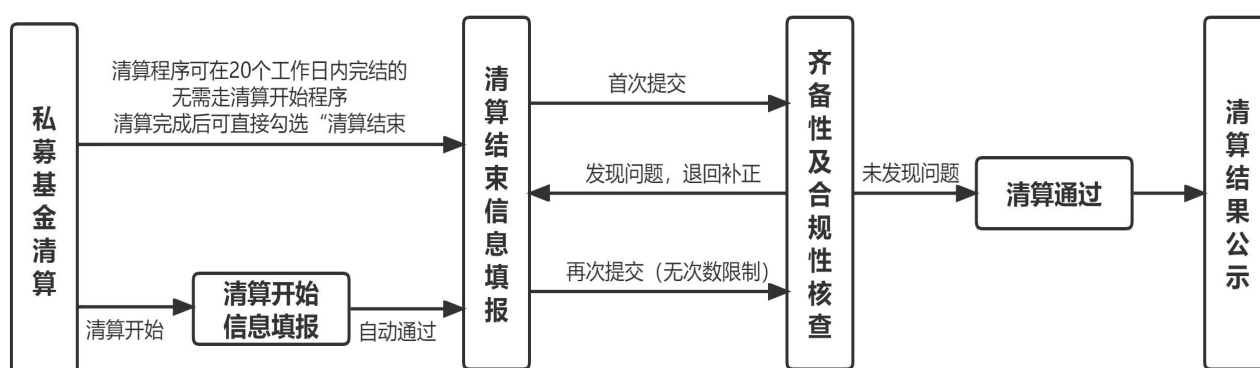 私募基金清算
清算程序可在20个工作日内完结的
无需走清算开始程序
清算完成后可直接勾选“清算结束
清算开始
清算开始
信息填报
自动通过
清算结束信息填报
首次提交
发现问题，退回补正
再次提交（无次数限制）
齐备性及合规性核查
未发现问题
清算通过
清算结果公示